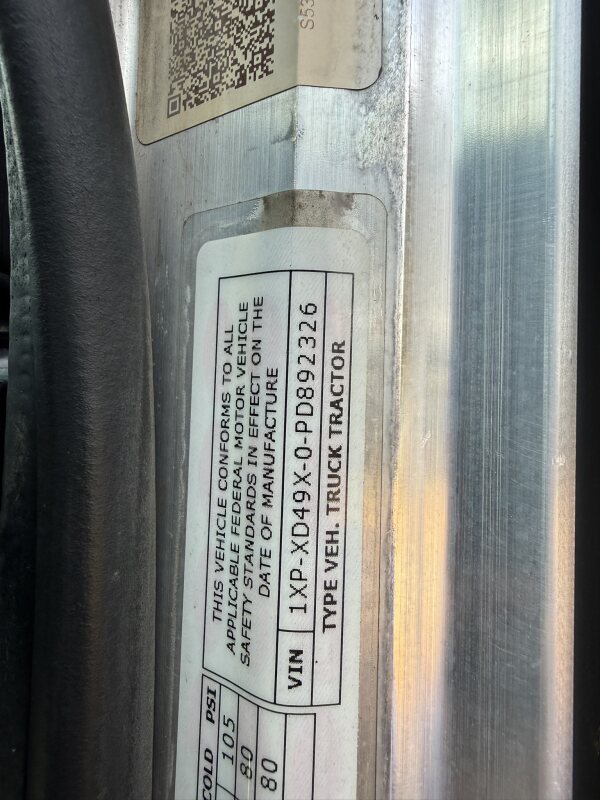 S53
THIS VEHICLE CONFORMS TO ALL
APPLICABLE FEDERAL MOTOR VEHICLE
SAFETY STANDARDS IN EFFECT ON THE
DATE OF MANUFACTURE
VIN 1XP-XD49X-0-PD892326
TYPE VEH. TRUCK TRACTOR
COLD PSI
105
80
80